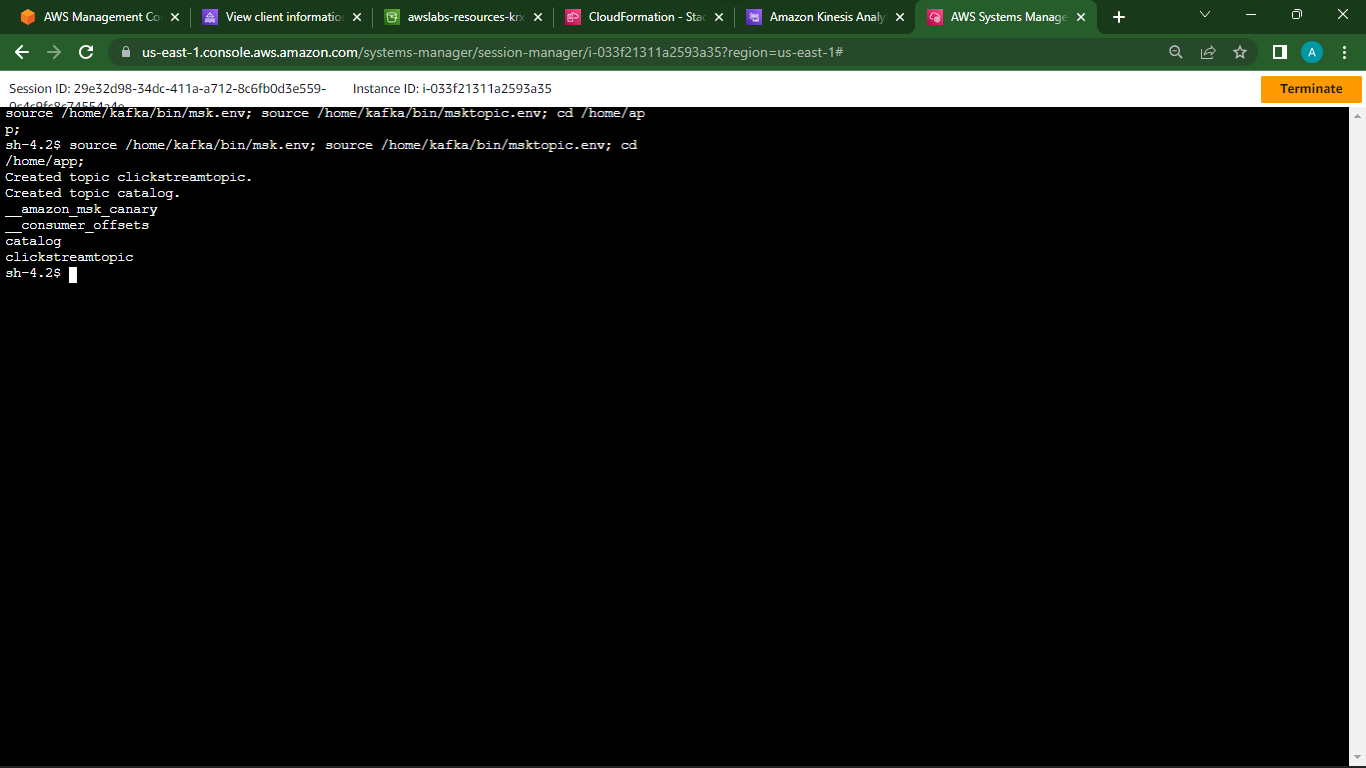 AWS Management Co
View client informatio
awslabs-resources-krx
CloudFormation - Stac
Amazon Kinesis Analy
AWS Systems Manage
us-east-1.console.aws.amazon.com/systems-manager/session-manager/i-033f21311a2593a35?region=us-east-1#
A
Session ID: 29e32d98-34dc-411a-a712-8c6fb0d3e559-
Instance ID: i-033f21311a2593a35
Terminate
source /home/kafka/bin/msk.env; source /home/kafka/bin/msktopic.env; cd /home/ap
p;
sh-4.2$ source /home/kafka/bin/msk.env; source /home/kafka/bin/msktopic.env; cd
/home/app;
Created topic clickstreamtopic.
Created topic catalog.
__amazon_msk_canary
__consumer_offsets
catalog
clickstreamtopic
sh-4.2$